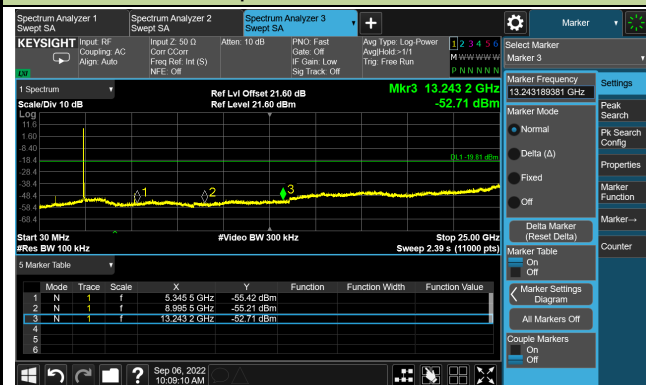 Spectrum Analyzer 1
Swept SA
Spectrum Analyzer 2
Swept SA
Spectrum Analyzer 3
Swept SA
Marker
KEYSIGHT
LXI
Input: RF
Coupling: AC
Align: Auto
Input Z: 50 Ω
Corr CCorr
Freq Ref: Int (S)
NFE: Off
Atten: 10 dB
PNO: Fast
Gate: Off
IF Gain: Low
Sig Track: Off
Avg Type: Log-Power
Avg|Hold:>1/1
Trig: Free Run
1 2 3 4 5 6
M W W W W W
P N N N N N
Select Marker
Marker 3
1 Spectrum
Scale/Div 10 dB
Ref Lvl Offset 21.60 dB
Ref Level 21.60 dBm
Mkr3 13.243 2 GHz
-52.71 dBm
Log
11.6
1.60
-8.40
-18.4
-28.4
-38.4
-48.4
-58.4
-68.4
DL1 -19.81 dBm
1
2
3
Start 30 MHz
#Res BW 100 kHz
#Video BW 300 kHz
Stop 25.00 GHz
Sweep 2.39 s (11000 pts)
5 Marker Table
Mode Trace Scale X Y Function Function Width Function Value
1 N 1 f 5.345 5 GHz -55.42 dBm
2 N 1 f 8.995 5 GHz -55.21 dBm
3 N 1 f 13.243 2 GHz -52.71 dBm
4
5
6
Marker Frequency
13.243189381 GHz
Marker Mode
Normal
Delta (Δ)
Fixed
Off
Delta Marker
(Reset Delta)
Marker Table
On
Off
Marker Settings
Diagram
All Markers Off
Couple Markers
On
Off
Settings
Peak
Search
Pk Search
Config
Properties
Marker
Function
Marker→
Counter
Sep 06, 2022
10:09:10 AM